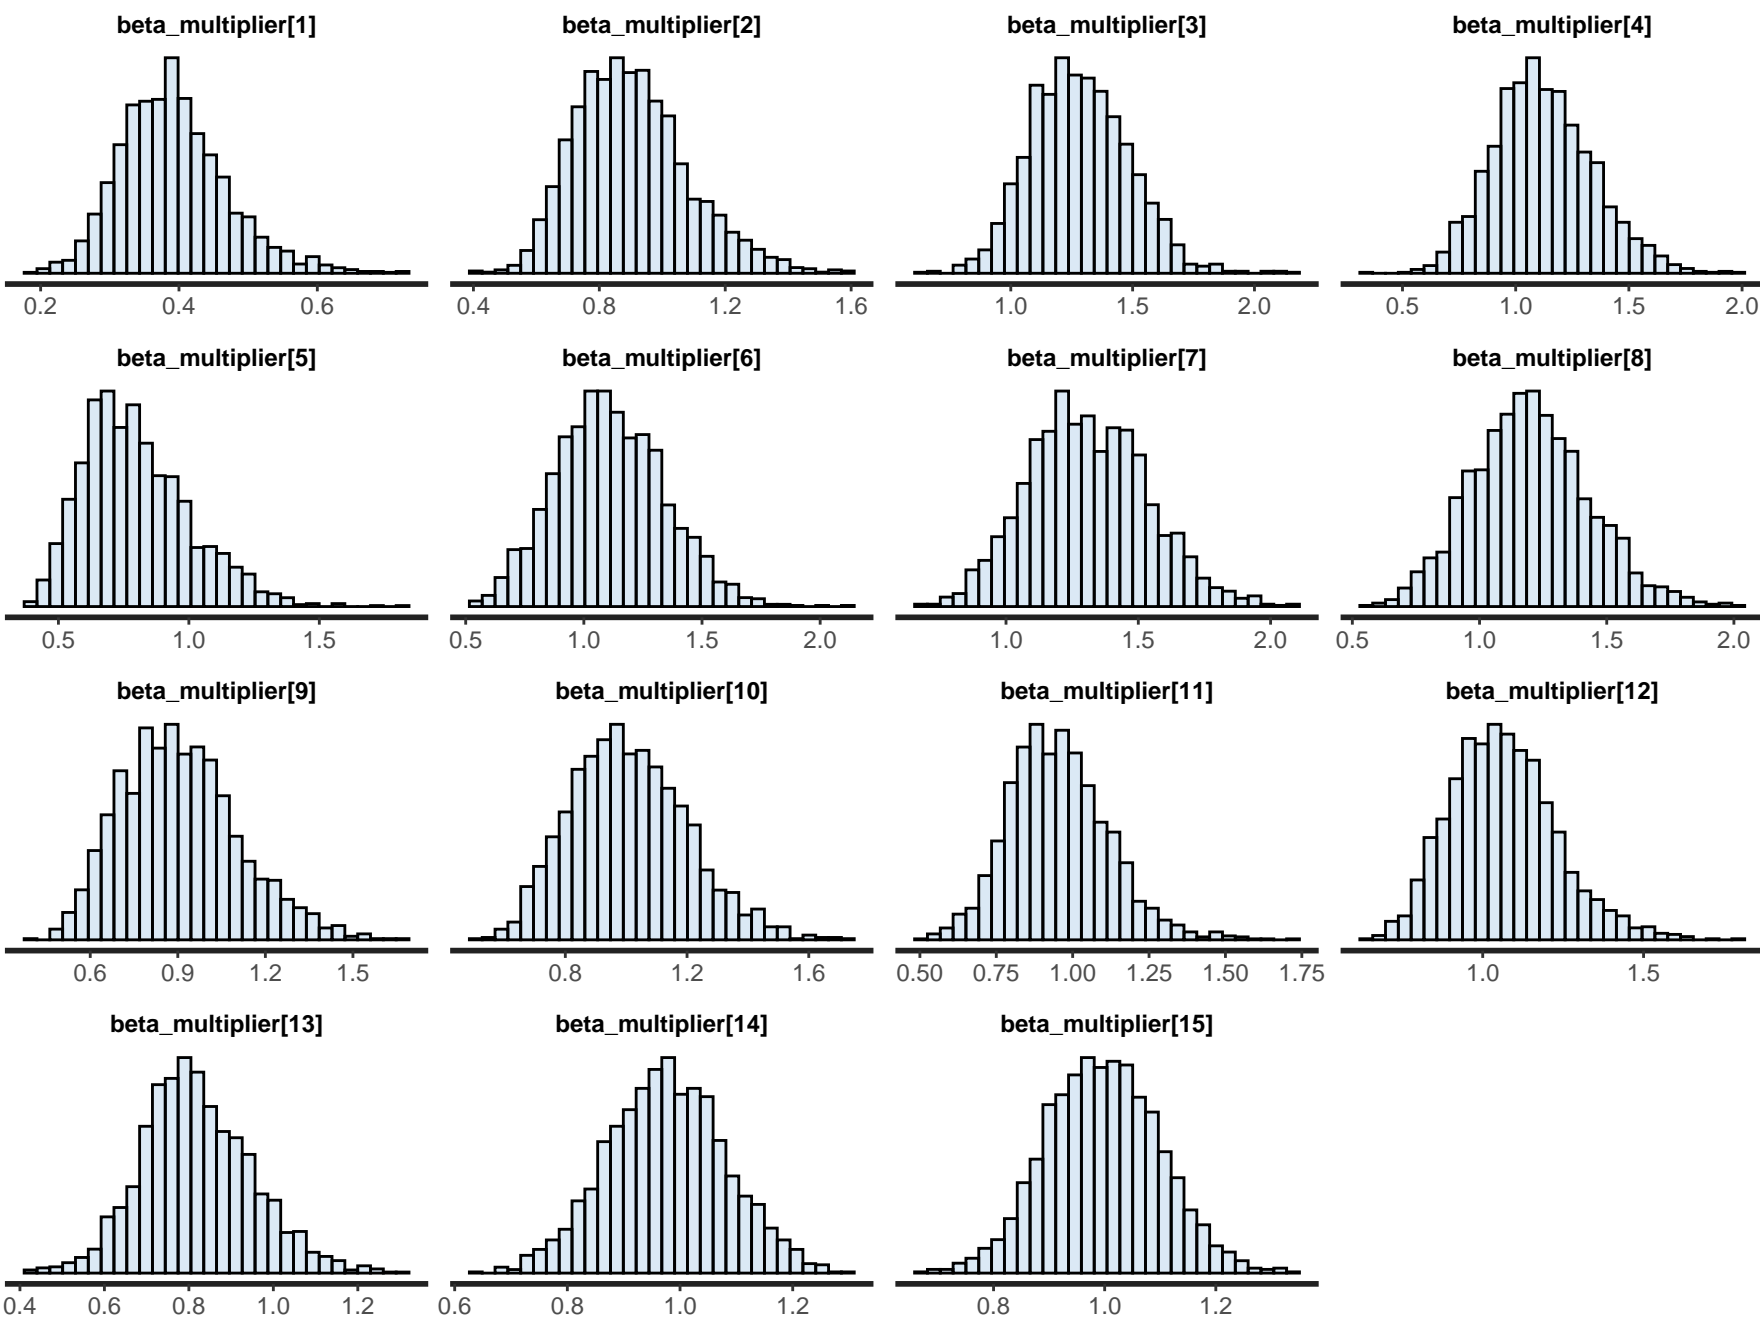 beta_multiplier[1] beta_multiplier[2] beta_multiplier[3] beta_multiplier[4]
0.2 0.4 0.6 0.4 0.8 1.2 1.6 1.0 1.5 2.0 0.5 1.0 1.5 2.0
beta_multiplier[5] beta_multiplier[6] beta_multiplier[7] beta_multiplier[8]
0.5 1.0 1.5 0.5 1.0 1.5 2.0 1.0 1.5 2.0 0.5 1.0 1.5 2.0
beta_multiplier[9] beta_multiplier[10] beta_multiplier[11] beta_multiplier[12]
0.6 0.9 1.2 1.5 0.8 1.2 1.6 0.50 0.75 1.00 1.25 1.50 1.75 1.0 1.5
beta_multiplier[13] beta_multiplier[14] beta_multiplier[15]
0.4 0.6 0.8 1.0 1.2 0.6 0.8 1.0 1.2 0.8 1.0 1.2